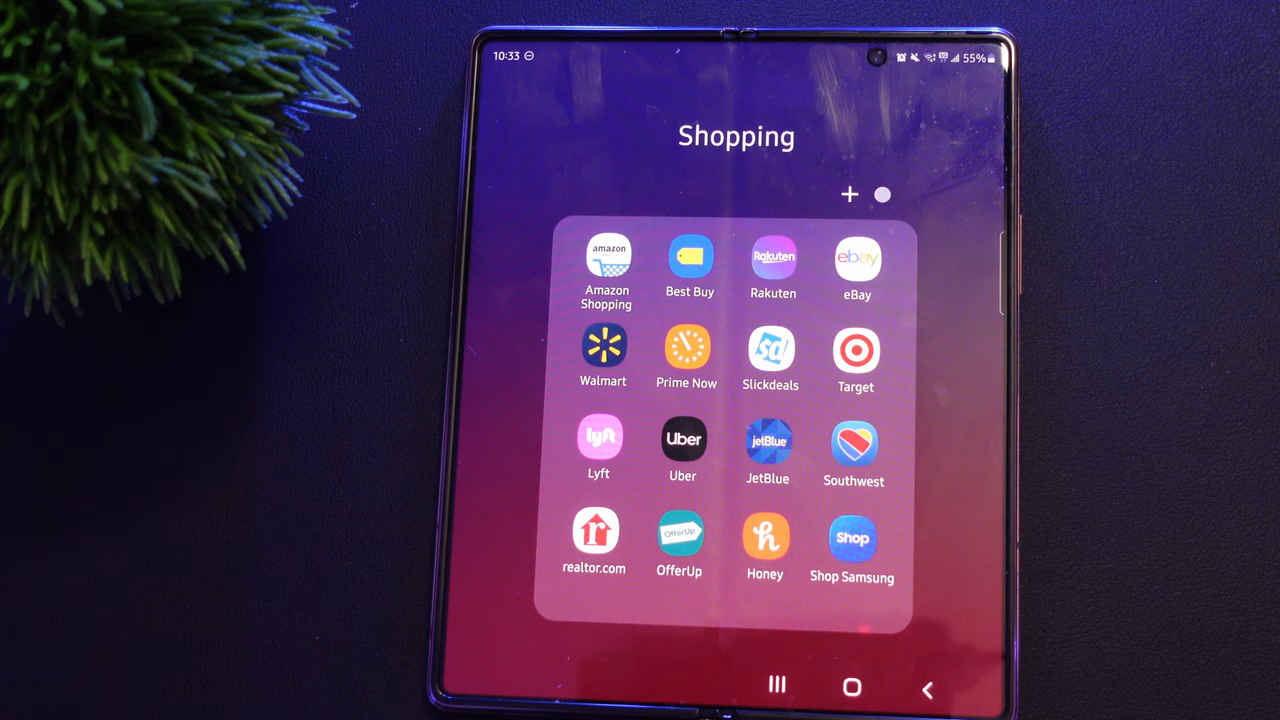 10:33
55%
Shopping
+
amazon
Rakuten
ebay
Amazon
Shopping
Best Buy
Rakuten
eBay
sd
Walmart
Prime Now
Slickdeals
Target
lyft
Uber
jetBlue
Lyft
Uber
JetBlue
Southwest
r
OfferUp
h
Shop
realtor.com
OfferUp
Honey
Shop Samsung